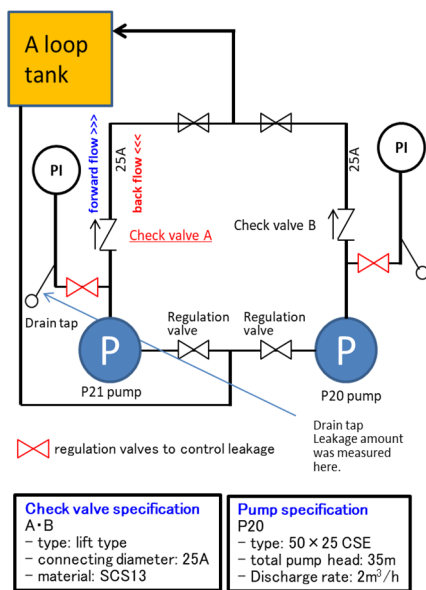 A loop
tank
forward flow >>>
back flow <<<
25A
25A
PI
PI
Check valve A
Check valve B
Drain tap
Regulation
valve
Regulation
valve
P
P
P21 pump
P20 pump
Drain tap
Leakage amount
was measured
here.
regulation valves to control leakage
Check valve specification
A・B
- type: lift type
- connecting diameter: 25A
- material: SCS13
Pump specification
P20
- type: 50×25 CSE
- total pump head: 35m
- Discharge rate: 2m³/h